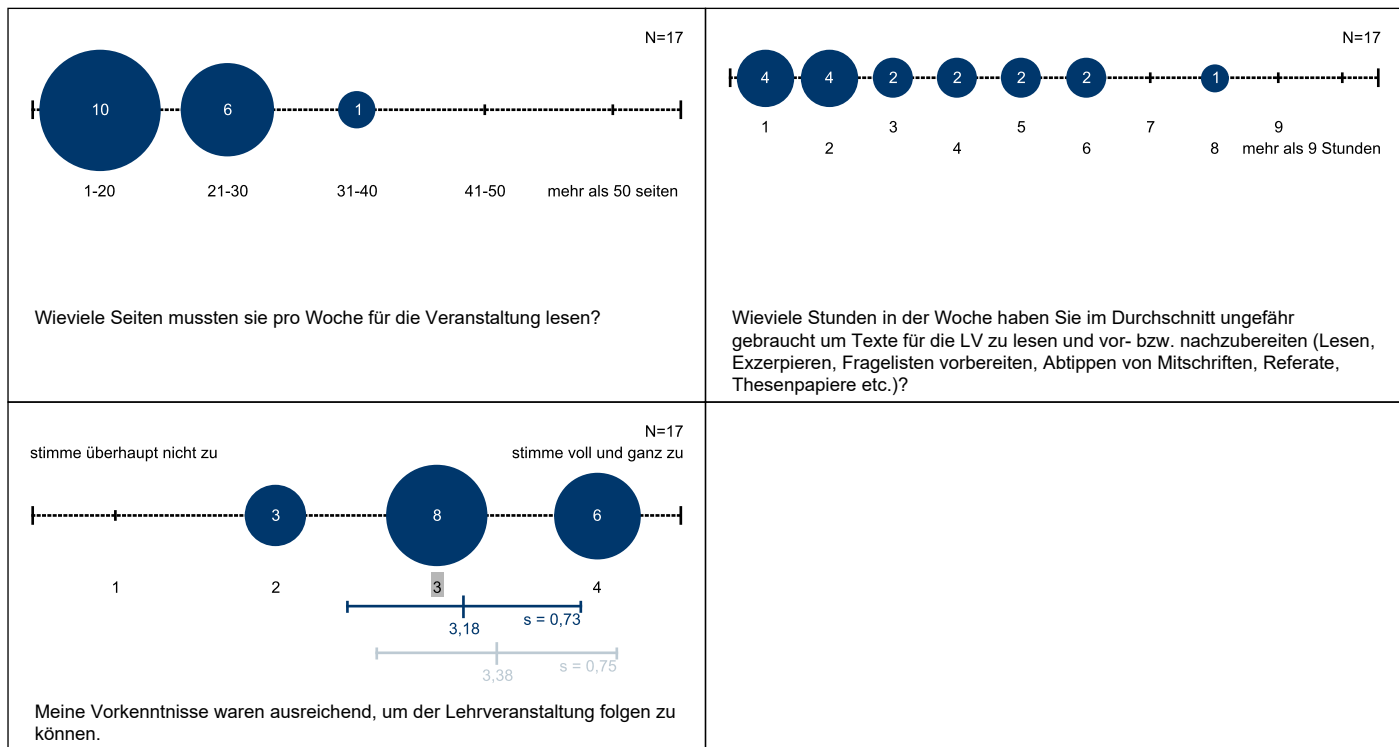 N=17
10 6 1
1-20 21-30 31-40 41-50 mehr als 50 seiten
Wieviele Seiten mussten sie pro Woche für die Veranstaltung lesen?
N=17
4 4 2 2 2 2 1
1 3 5 7 9
2 4 6 8 mehr als 9 Stunden
Wieviele Stunden in der Woche haben Sie im Durchschnitt ungefähr
gebraucht um Texte für die LV zu lesen und vor- bzw. nachzubereiten (Lesen,
Exzerpieren, Fragelisten vorbereiten, Abtippen von Mitschriften, Referate,
Thesenpapiere etc.)?
N=17
stimme überhaupt nicht zu stimme voll und ganz zu
3 8 6
1 2 3 4
3,18 s = 0,73
3,38 s = 0,75
Meine Vorkenntnisse waren ausreichend, um der Lehrveranstaltung folgen zu
können.